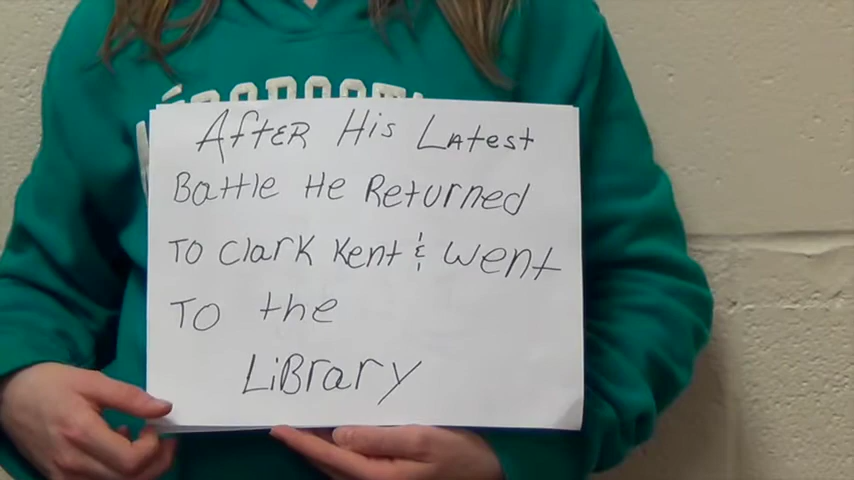 AftER His Latest
Battle He Returned
To Clark Kent & went
To the
LiBrary